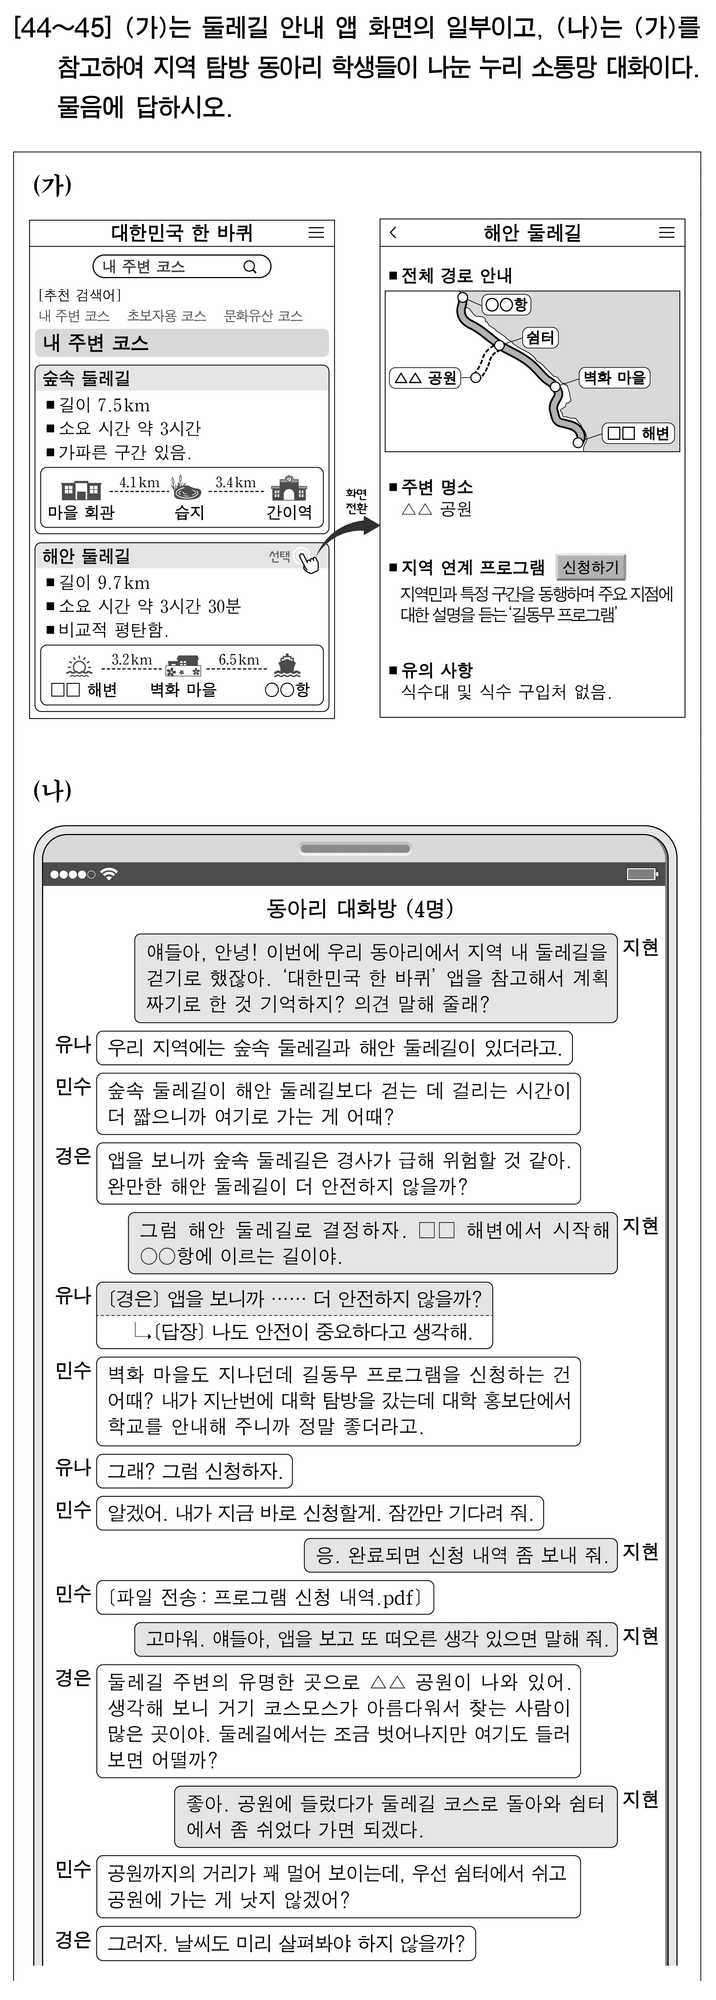 [44～45] (가)는 둘레길 안내 앱 화면의 일부이고, (나)는 (가)를
참고하여 지역 탐방 동아리 학생들이 나눈 누리 소통망 대화이다.
물음에 답하시오.
(가)
대한민국 한 바퀴
내 주변 코스
[추천 검색어]
내 주변 코스 초보자용 코스 문화유산 코스
내 주변 코스
숲속 둘레길
■ 길이 7.5km
■ 소요 시간 약 3시간
■ 가파른 구간 있음.
4.1km 3.4km
마을 회관 습지 간이역
해안 둘레길 선택
■ 길이 9.7km
■ 소요 시간 약 3시간 30분
■ 비교적 평탄함.
3.2km 6.5km
□□ 해변 벽화 마을 ○○항
화면
전환
해안 둘레길
■ 전체 경로 안내
○○항
쉼터
△△ 공원
벽화 마을
□□ 해변
■ 주변 명소
△△ 공원
■ 지역 연계 프로그램 신청하기
지역민과 특정 구간을 동행하며 주요 지점에
대한 설명을 듣는 ‘길동무 프로그램’
■ 유의 사항
식수대 및 식수 구입처 없음.
(나)
동아리 대화방 (4명)
지현
얘들아, 안녕! 이번에 우리 동아리에서 지역 내 둘레길을
걷기로 했잖아. ‘대한민국 한 바퀴’ 앱을 참고해서 계획
짜기로 한 것 기억하지? 의견 말해 줄래?
유나 우리 지역에는 숲속 둘레길과 해안 둘레길이 있더라고.
민수 숲속 둘레길이 해안 둘레길보다 걷는 데 걸리는 시간이
더 짧으니까 여기로 가는 게 어때?
경은 앱을 보니까 숲속 둘레길은 경사가 급해 위험할 것 같아.
완만한 해안 둘레길이 더 안전하지 않을까?
지현
그럼 해안 둘레길로 결정하자. □□ 해변에서 시작해
○○항에 이르는 길이야.
유나 〔경은〕 앱을 보니까 …… 더 안전하지 않을까?
↳〔답장〕 나도 안전이 중요하다고 생각해.
민수 벽화 마을도 지나던데 길동무 프로그램을 신청하는 건
어때? 내가 지난번에 대학 탐방을 갔는데 대학 홍보단에서
학교를 안내해 주니까 정말 좋더라고.
유나 그래? 그럼 신청하자.
민수 알겠어. 내가 지금 바로 신청할게. 잠깐만 기다려 줘.
응. 완료되면 신청 내역 좀 보내 줘. 지현
민수 〔파일 전송 : 프로그램 신청 내역.pdf〕
고마워. 얘들아, 앱을 보고 또 떠오른 생각 있으면 말해 줘. 지현
경은 둘레길 주변의 유명한 곳으로 △△ 공원이 나와 있어.
생각해 보니 거기 코스모스가 아름다워서 찾는 사람이
많은 곳이야. 둘레길에서는 조금 벗어나지만 여기도 들러
보면 어떨까?
지현
좋아. 공원에 들렀다가 둘레길 코스로 돌아와 쉼터
에서 좀 쉬었다 가면 되겠다.
민수 공원까지의 거리가 꽤 멀어 보이는데, 우선 쉼터에서 쉬고
공원에 가는 게 낫지 않겠어?
경은 그러자. 날씨도 미리 살펴봐야 하지 않을까?